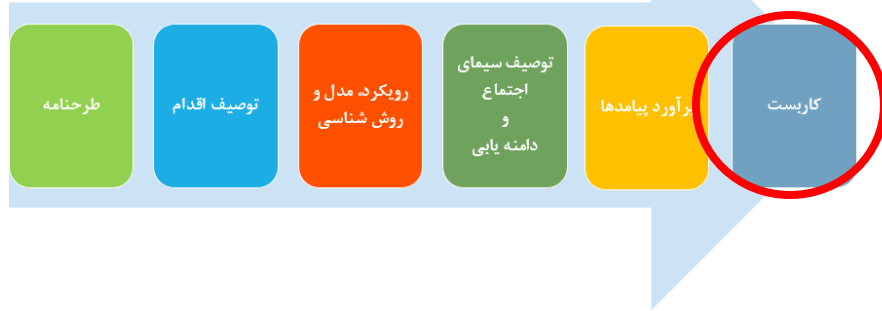 طرحنامه
توصیف اقدام
رویکرد، مدل و
روش شناسی
توصیف سیمای
اجتماع
و
دامنه یابی
برآورد پیامدها
کاربست